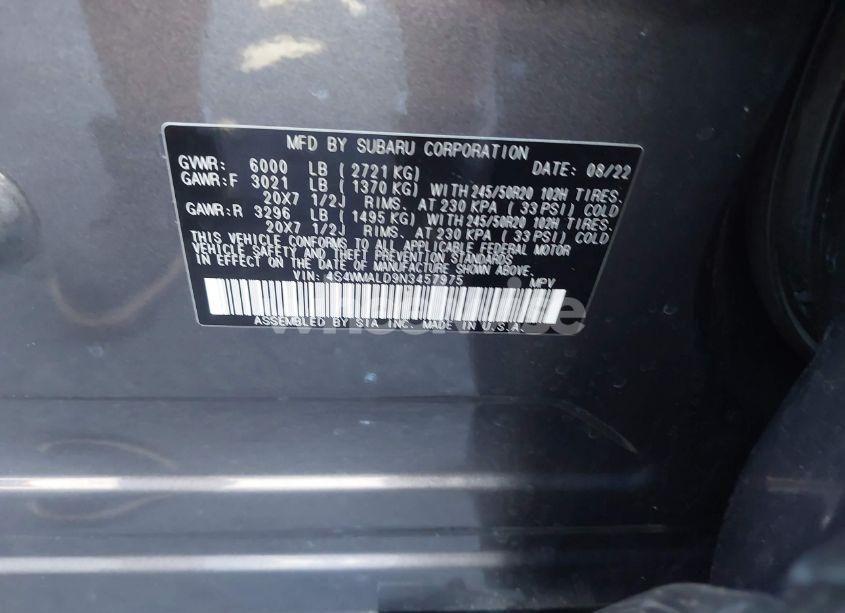 MFD BY SUBARU CORPORATION
GVWR: 6000 LB ( 2721 KG) DATE: 08/22
GAWR:F 3021 LB ( 1370 KG) WITH 245/50R20 102H TIRES.
20X7 1/2J RIMS. AT 230 KPA ( 33 PSI) COLD
GAWR:R 3296 LB ( 1495 KG) WITH 245/50R20 102H TIRES.
20X7 1/2J RIMS. AT 230 KPA ( 33 PSI) COLD
THIS VEHICLE CONFORMS TO ALL APPLICABLE FEDERAL MOTOR
VEHICLE SAFETY AND THEFT PREVENTION STANDARDS
IN EFFECT ON THE DATE OF MANUFACTURE SHOWN ABOVE.
VIN: 4S4WMALD9N3457975 MPV
wheelwise
ASSEMBLED BY SIA INC. MADE IN U.S.A.